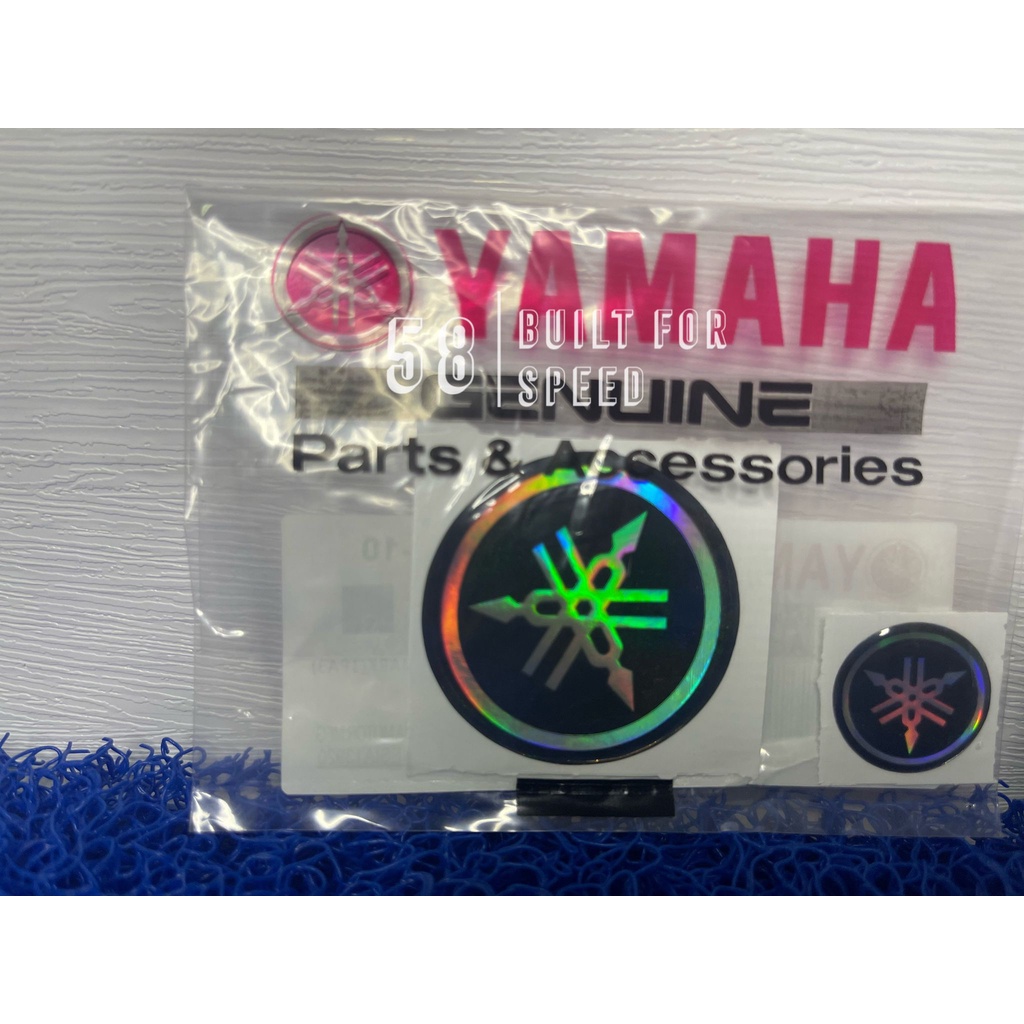 YAMAHA
58 BUILT FOR
SPEED
GENUINE
Parts & Accessories